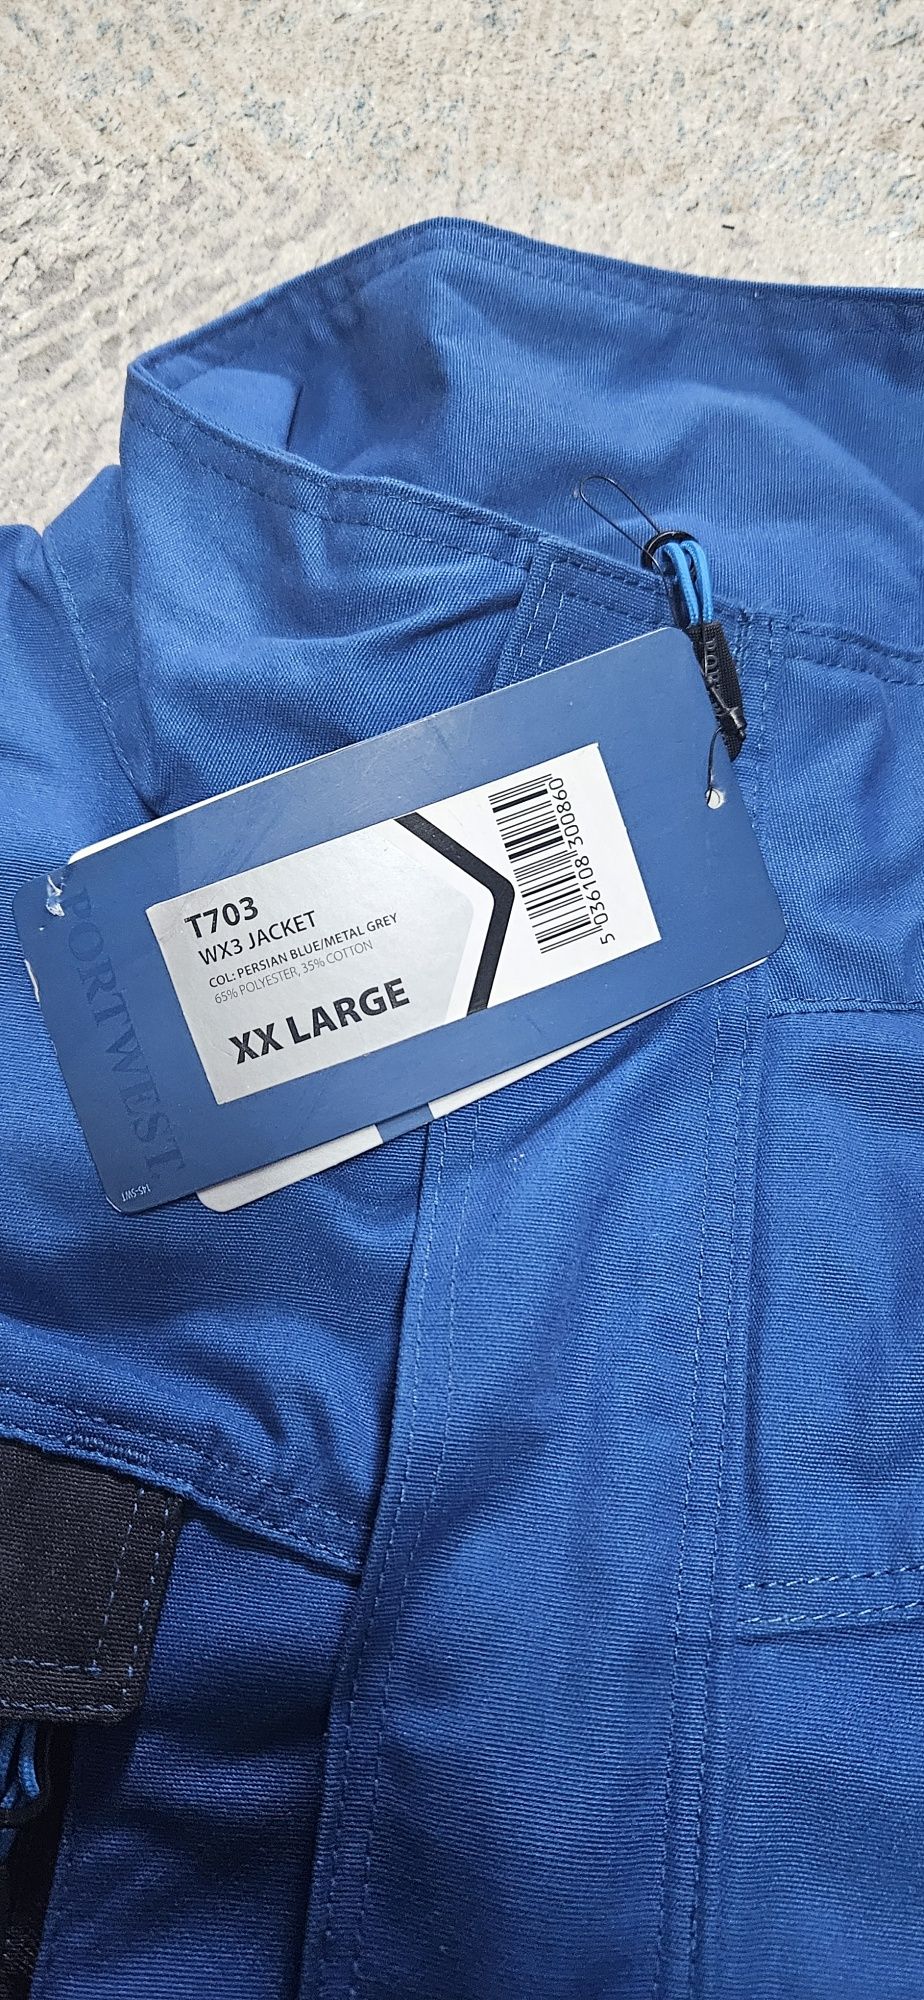 T703
WX3 JACKET
COL: PERSIAN BLUE/METAL GREY
65% POLYESTER, 35% COTTON
XX LARGE
5 036108 300860
PORTWEST